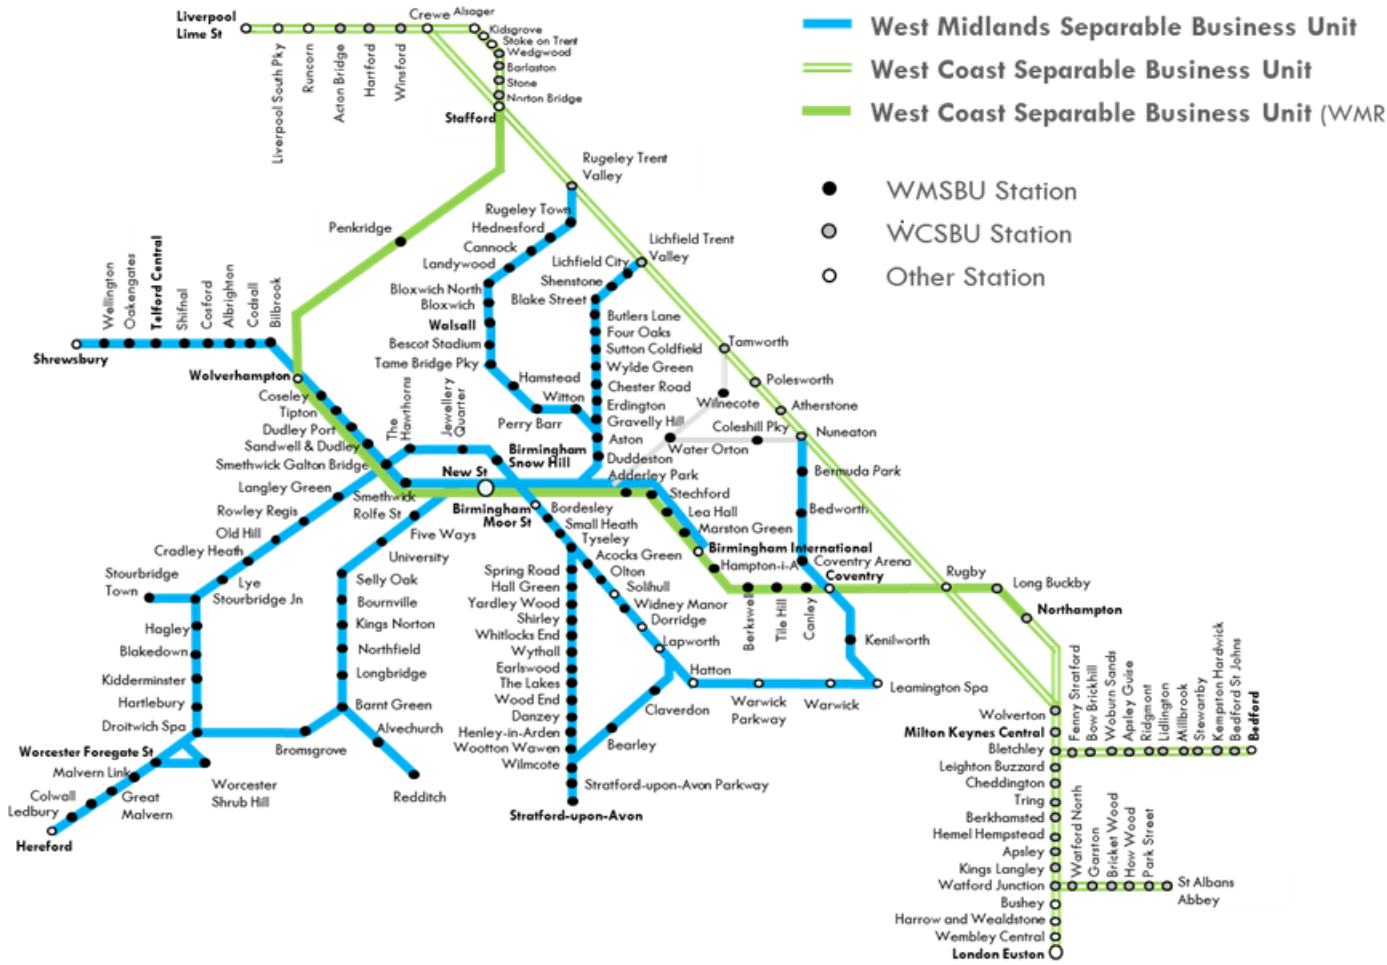 West Midlands Separable Business Unit
West Coast Separable Business Unit
West Coast Separable Business Unit (WMR
WMSBU Station
WCSBU Station
Other Station
Liverpool
Lime St
Liverpool South Pky
Runcorn
Acton Bridge
Hartford
Winsford
Crewe
Alsager
Kidsgrove
Stoke on Trent
Wedgwood
Barlaston
Stone
Norton Bridge
Stafford
Penkridge
Rugeley Trent
Valley
Rugeley Town
Hednesford
Cannock
Landywood
Bloxwich North
Bloxwich
Walsall
Bescot Stadium
Tame Bridge Pky
Hamstead
Perry Barr
Witton
Lichfield Trent
Valley
Lichfield City
Shenstone
Blake Street
Butlers Lane
Four Oaks
Sutton Coldfield
Wylde Green
Chester Road
Erdington
Gravelly Hill
Aston
Duddeston
Shrewsbury
Wellington
Oakengates
Telford Central
Shifnal
Cosford
Albrighton
Codsall
Bilbrook
Wolverhampton
Coseley
Tipton
Dudley Port
Sandwell & Dudley
Smethwick Galton Bridge
Smethwick
Rolfe St
The
Hawthorns
Jewellery
Quarter
Birmingham
Snow Hill
New St
Birmingham
Moor St
Langley Green
Rowley Regis
Old Hill
Cradley Heath
Lye
Stourbridge
Town
Stourbridge Jn
Hagley
Blakedown
Kidderminster
Hartlebury
Droitwich Spa
Worcester Foregate St
Malvern Link
Great
Malvern
Colwall
Ledbury
Hereford
Worcester
Shrub Hill
Bromsgrove
Five Ways
University
Selly Oak
Bournville
Kings Norton
Northfield
Longbridge
Barnt Green
Alvechurch
Redditch
Bordesley
Small Heath
Tyseley
Acocks Green
Olton
Solihull
Widney Manor
Dorridge
Lapworth
Hatton
Warwick
Parkway
Warwick
Leamington Spa
Kenilworth
Spring Road
Hall Green
Yardley Wood
Shirley
Whitlocks End
Wythall
Earlswood
The Lakes
Wood End
Danzey
Henley-in-Arden
Wootton Wawen
Wilmcote
Stratford-upon-Avon Parkway
Stratford-upon-Avon
Claverdon
Bearley
Adderley Park
Stechford
Lea Hall
Marston Green
Birmingham International
Hampton-i-A
Berkswell
Tile Hill
Canley
Coventry
Coventry Arena
Bedworth
Bermuda Park
Nuneaton
Coleshill Pky
Water Orton
Wilnecote
Tamworth
Polesworth
Atherstone
Rugby
Long Buckby
Northampton
Wolverton
Milton Keynes Central
Bletchley
Fenny Stratford
Bow Brickhill
Woburn Sands
Apsley Guise
Ridgmont
Lidlington
Millbrook
Stewartby
Kempston Hardwick
Bedford St Johns
Bedford
Leighton Buzzard
Cheddington
Tring
Berkhamsted
Hemel Hempstead
Apsley
Kings Langley
Watford Junction
Watford North
Garston
Bricket Wood
How Wood
Park Street
St Albans
Abbey
Bushey
Harrow and Wealdstone
Wembley Central
London Euston